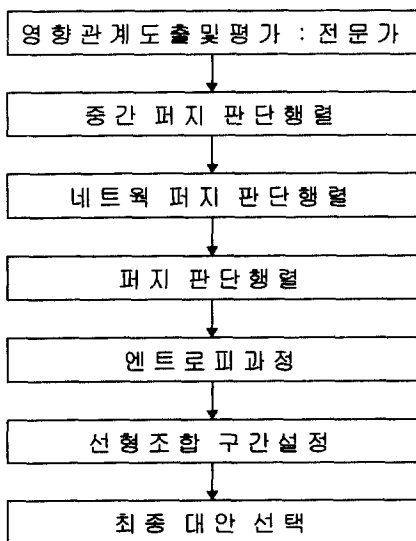 영향관계도출및평가 : 전문가
중간 퍼지 판단행렬
네트웍 퍼지 판단행렬
퍼지 판단행렬
엔트로피과정
선형조합 구간설정
최종 대안 선택